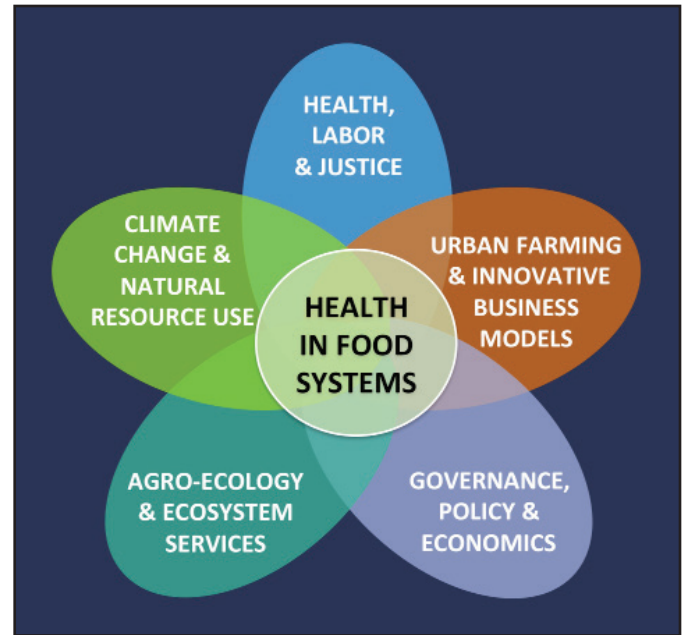 HEALTH,
LABOR
& JUSTICE
CLIMATE
CHANGE &
NATURAL
RESOURCE USE
URBAN FARMING
& INNOVATIVE
BUSINESS
MODELS
HEALTH
IN FOOD
SYSTEMS
AGRO-ECOLOGY
& ECOSYSTEM
SERVICES
GOVERNANCE,
POLICY &
ECONOMICS